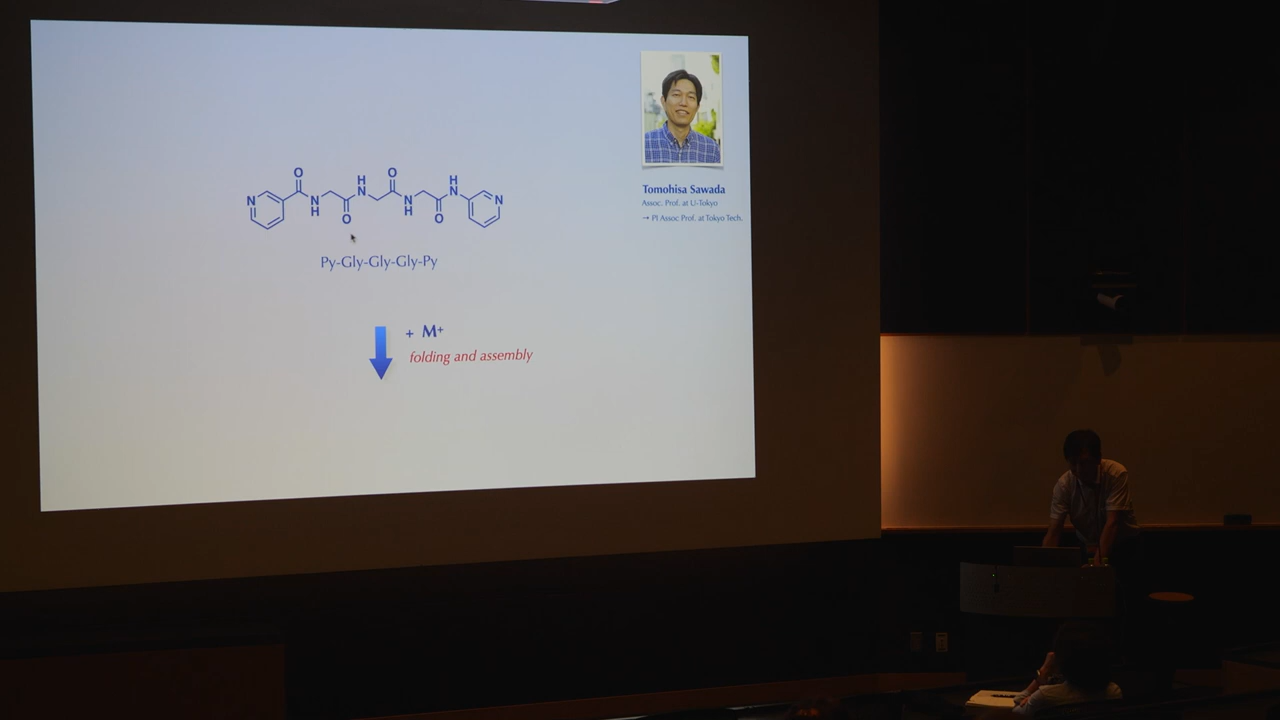 Tomohisa Sawada
Assoc. Prof. at U-Tokyo
→ PI Assoc Prof. at Tokyo Tech.
O H O H
N N N N
N N
H O H O
Py-Gly-Gly-Gly-Py
+ M+
folding and assembly